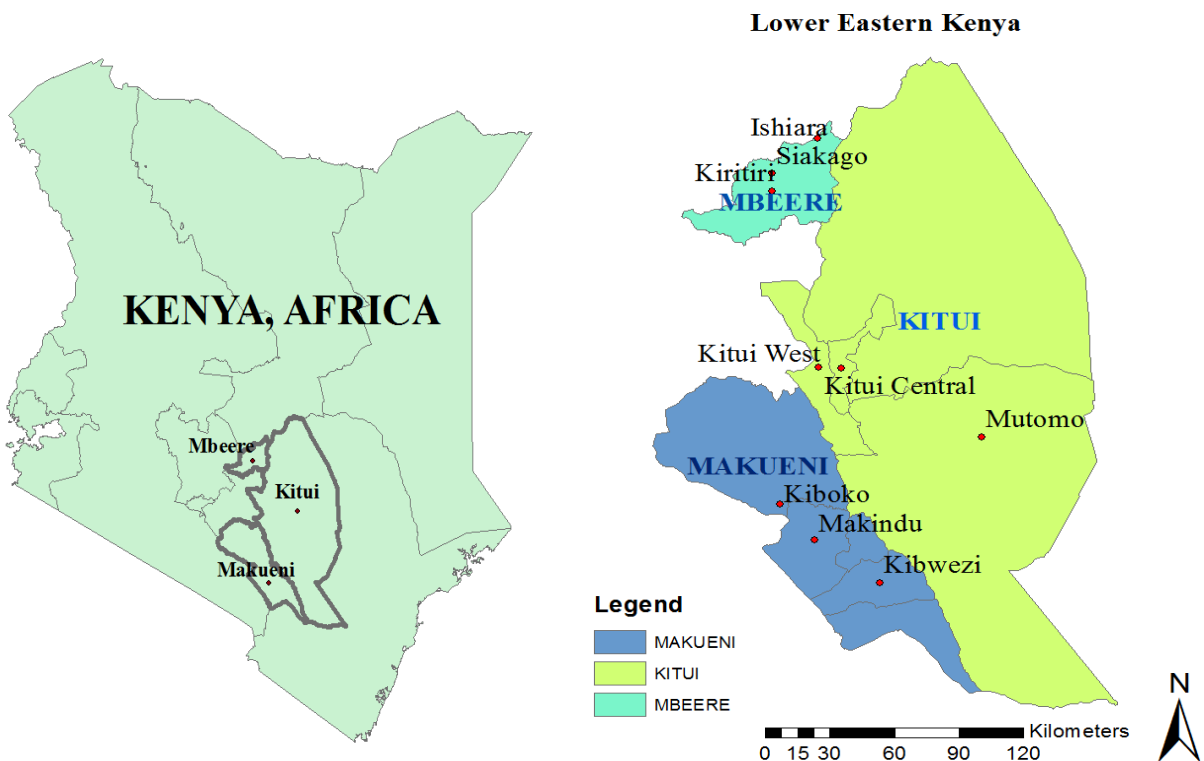 Lower Eastern Kenya
KENYA, AFRICA
Mbeere
Kitui
Makueni
Ishiara
Siakago
Kiritiri
MBEERE
KITUI
Kitui West
Kitui Central
Mutomo
MAKUENI
Kiboko
Makindu
Kibwezi
Legend
MAKUENI
KITUI
MBEERE
N
Kilometers
0 15 30 60 90 120